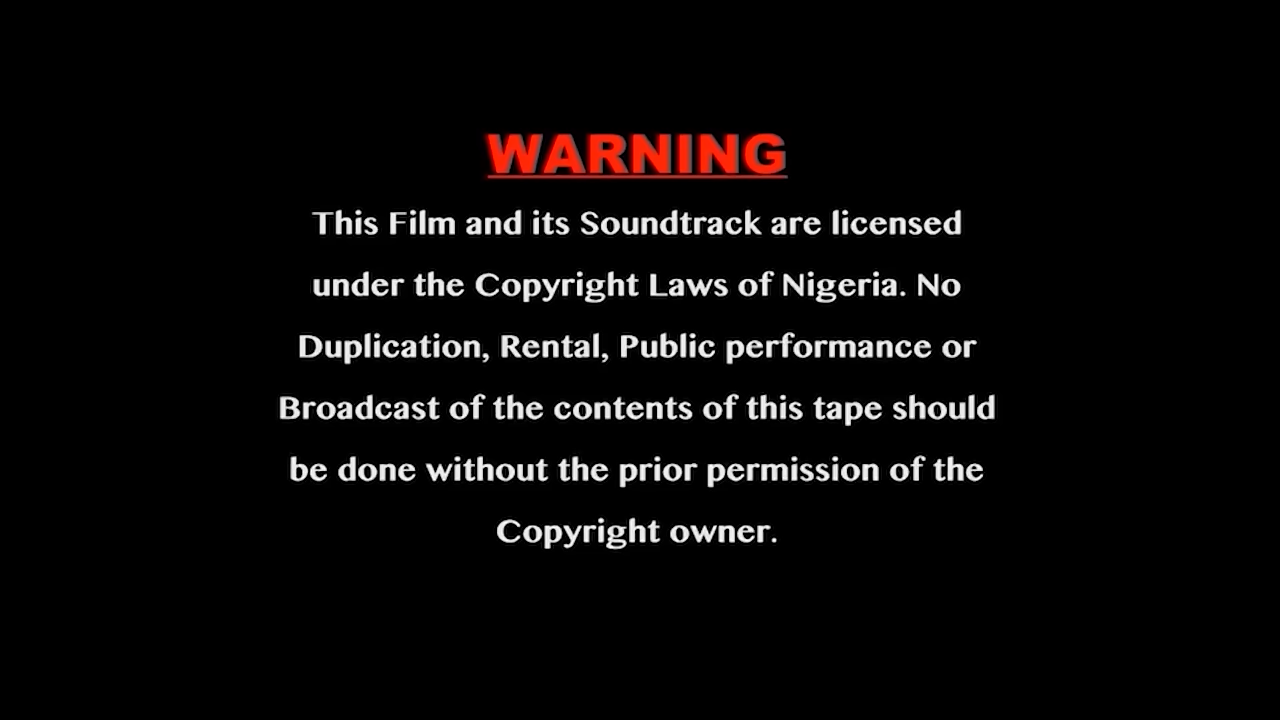 WARNING
This Film and its Soundtrack are licensed
under the Copyright Laws of Nigeria. No
Duplication, Rental, Public performance or
Broadcast of the contents of this tape should
be done without the prior permission of the
Copyright owner.